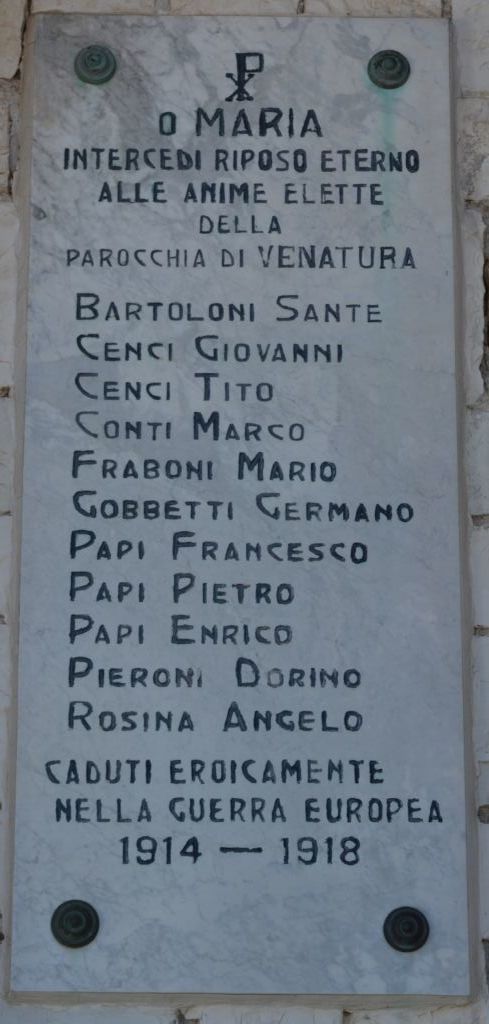 O MARIA
INTERCEDI RIPOSO ETERNO
ALLE ANIME ELETTE
DELLA
PAROCCHIA DI VENATURA
BARTOLONI SANTE
CENCI GIOVANNI
CENCI TITO
CONTI MARCO
FRABONI MARIO
GOBBETTI GERMANO
PAPI FRANCESCO
PAPI PIETRO
PAPI ENRICO
PIERONI DORINO
ROSINA ANGELO
CADUTI EROICAMENTE
NELLA GUERRA EUROPEA
1914 — 1918